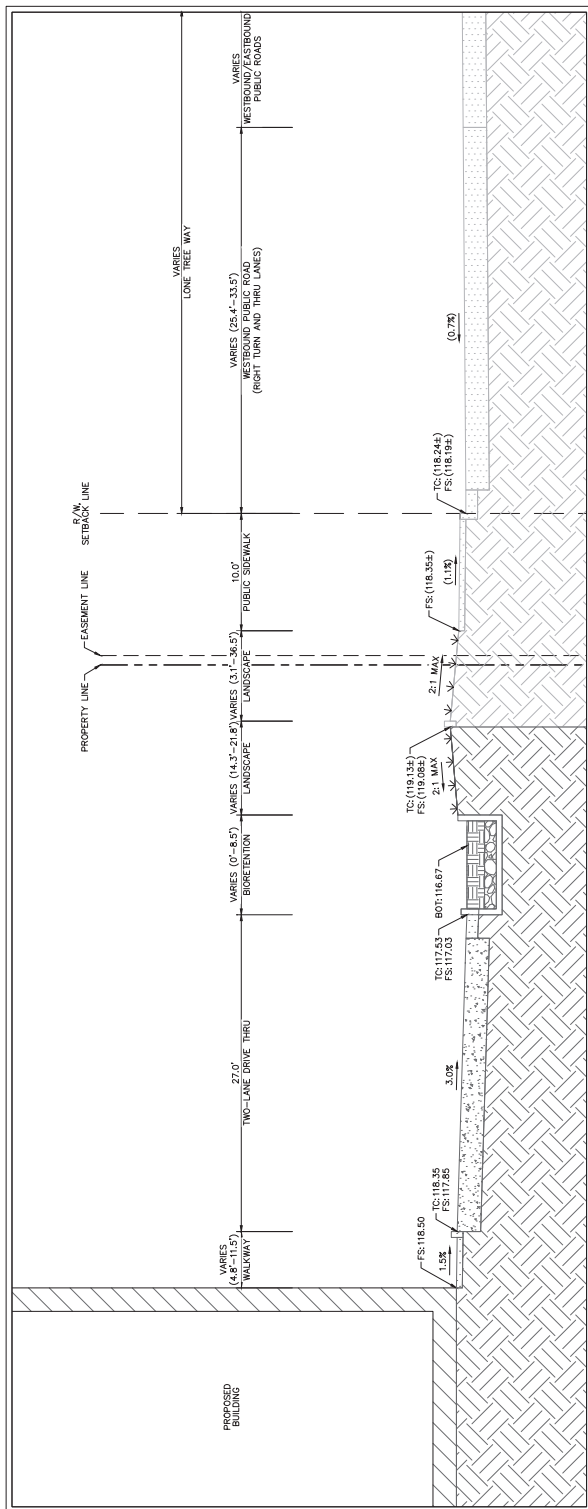 PROPOSED
BUILDING
VARIES
(4.8'-11.5')
WALKWAY
27.0'
TWO-LANE DRIVE THRU
VARIES (0'-8.5')
BIORETENTION
VARIES (14.3'-21.8')
LANDSCAPE
VARIES (3.1'-36.5')
LANDSCAPE
10.0'
PUBLIC SIDEWALK
VARIES (25.4'-33.5')
WESTBOUND PUBLIC ROAD
(RIGHT TURN AND THRU LANES)
VARIES
WESTBOUND/EASTBOUND
PUBLIC ROADS
VARIES
LONE TREE WAY
PROPERTY LINE
EASEMENT LINE
R/W,
SETBACK LINE
FS:118.50
1.5%
TC:118.35
FS:117.85
3.0%
TC:117.53
FS:117.03
BOT:116.67
TC:(119.13±)
FS:(119.08±)
2:1 MAX
2:1 MAX
FS:(118.35±)
(1.1%)
TC:(118.24±)
FS:(118.19±)
(0.7%)